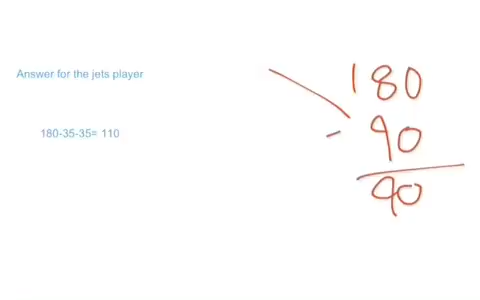 Answer for the jets player
180-35-35= 110
180
- 90
90